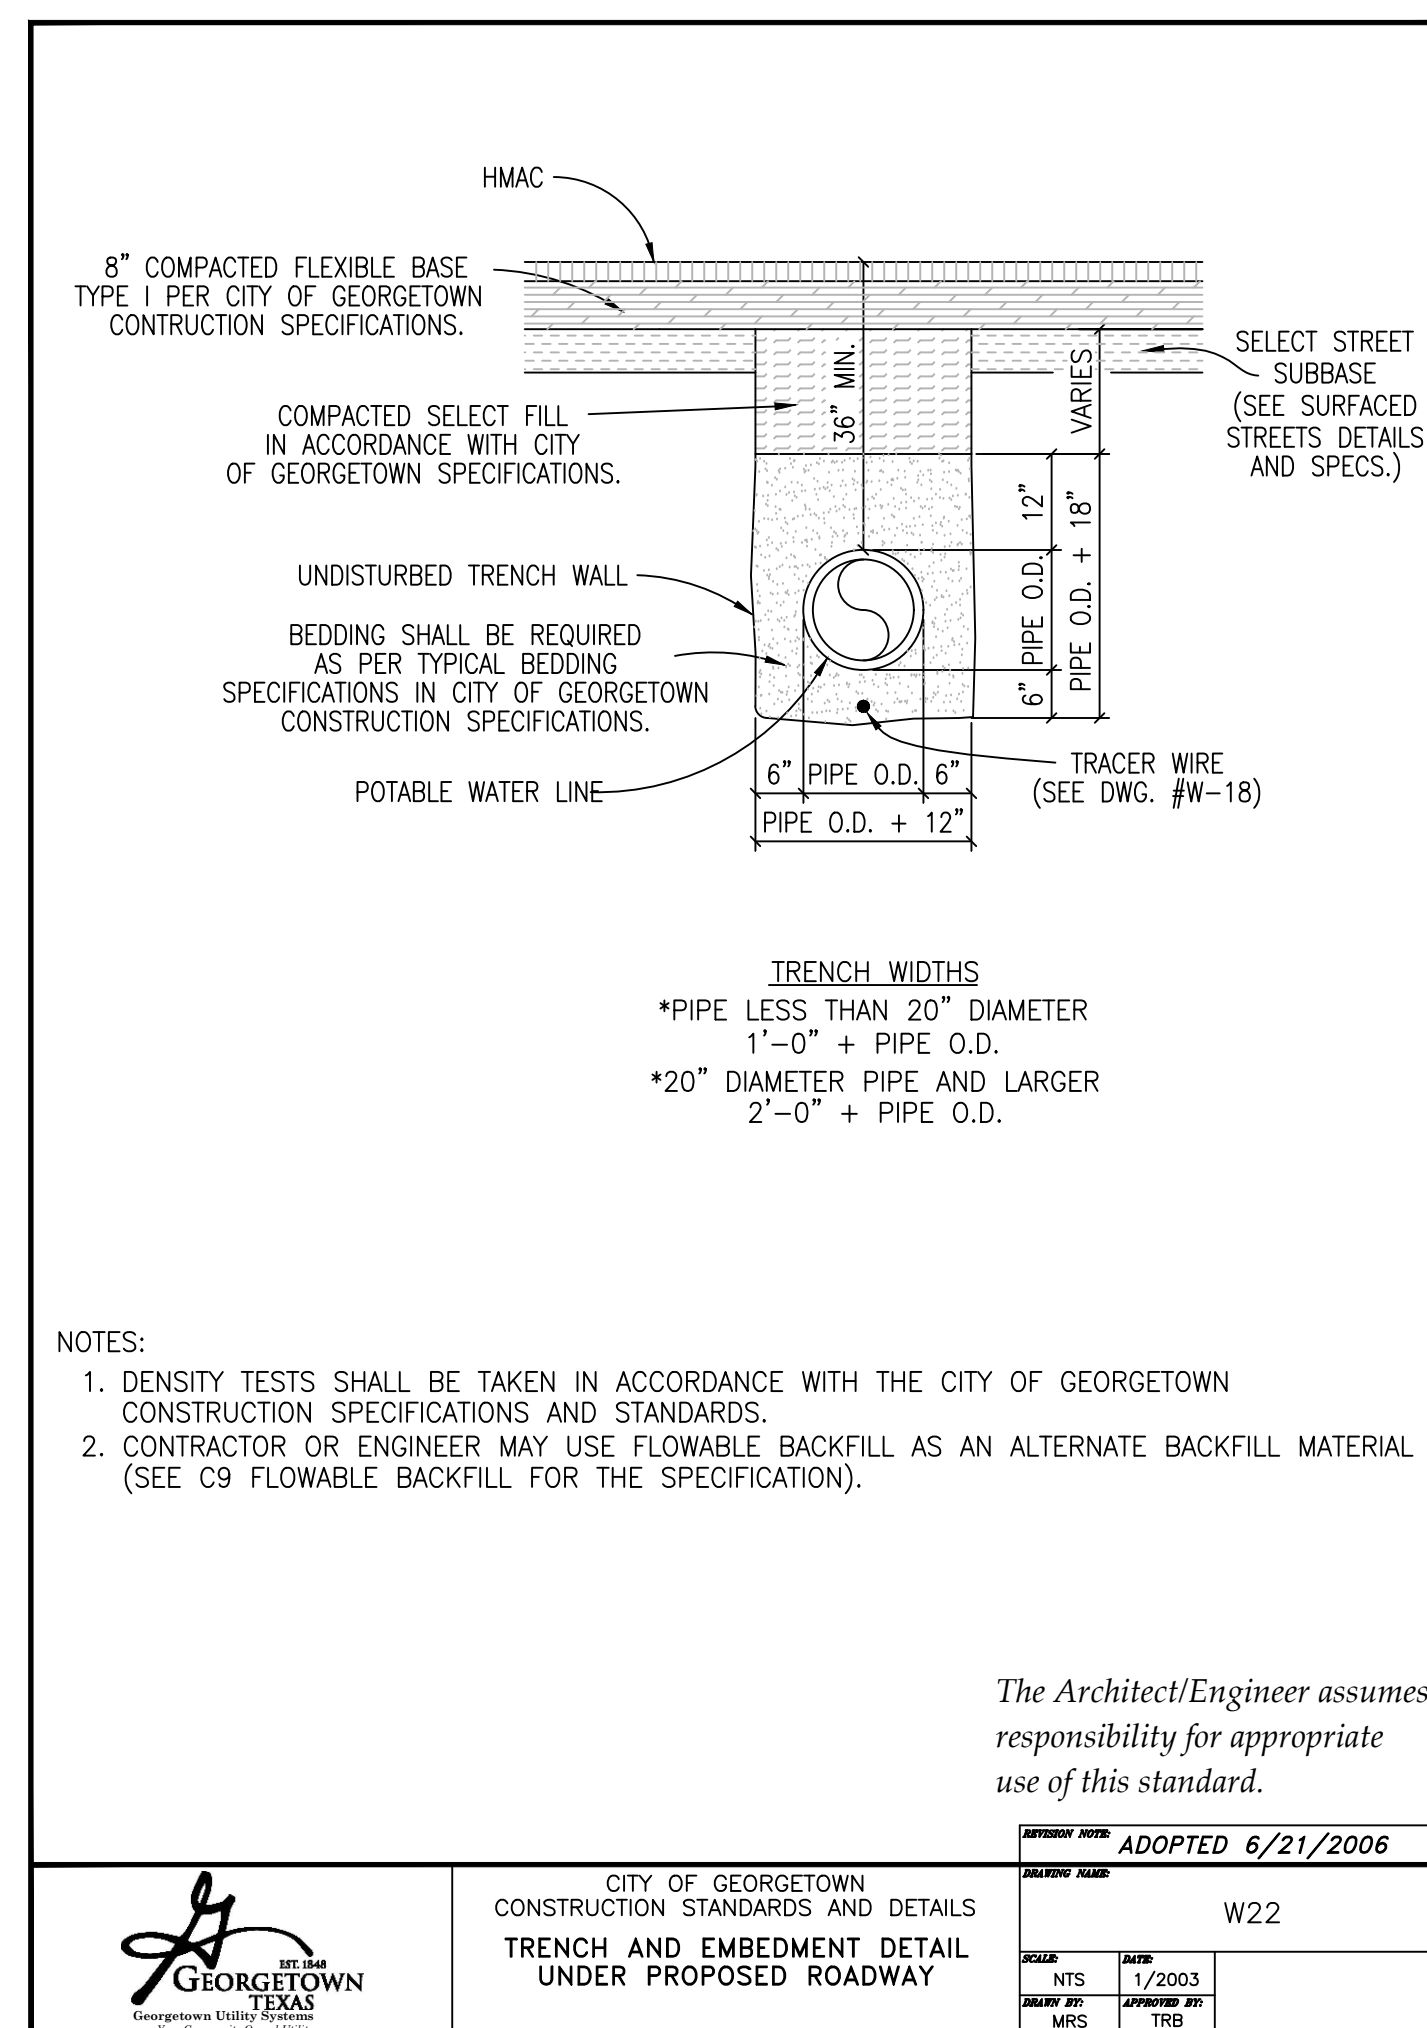 HMAC
8” COMPACTED FLEXIBLE BASE
TYPE I PER CITY OF GEORGETOWN
CONTRUCTION SPECIFICATIONS.
COMPACTED SELECT FILL
IN ACCORDANCE WITH CITY
OF GEORGETOWN SPECIFICATIONS.
UNDISTURBED TRENCH WALL
BEDDING SHALL BE REQUIRED
AS PER TYPICAL BEDDING
SPECIFICATIONS IN CITY OF GEORGETOWN
CONSTRUCTION SPECIFICATIONS.
POTABLE WATER LINE
36” MIN.
VARIES
SELECT STREET
SUBBASE
(SEE SURFACED
STREETS DETAILS
AND SPECS.)
12”
PIPE O.D.
6”
PIPE O.D. + 18”
6” PIPE O.D. 6”
PIPE O.D. + 12”
TRACER WIRE
(SEE DWG. #W-18)
TRENCH WIDTHS
*PIPE LESS THAN 20” DIAMETER
1’-0” + PIPE O.D.
*20” DIAMETER PIPE AND LARGER
2’-0” + PIPE O.D.
NOTES:
1. DENSITY TESTS SHALL BE TAKEN IN ACCORDANCE WITH THE CITY OF GEORGETOWN
CONSTRUCTION SPECIFICATIONS AND STANDARDS.
2. CONTRACTOR OR ENGINEER MAY USE FLOWABLE BACKFILL AS AN ALTERNATE BACKFILL MATERIAL
(SEE C9 FLOWABLE BACKFILL FOR THE SPECIFICATION).
The Architect/Engineer assumes
responsibility for appropriate
use of this standard.
REVISION NOTE: ADOPTED 6/21/2006
EST. 1848
GEORGETOWN
TEXAS
Georgetown Utility Systems
CITY OF GEORGETOWN
CONSTRUCTION STANDARDS AND DETAILS
TRENCH AND EMBEDMENT DETAIL
UNDER PROPOSED ROADWAY
DRAWING NAME:
W22
SCALE:
NTS
DATE:
1/2003
DRAWN BY:
MRS
APPROVED BY:
TRB